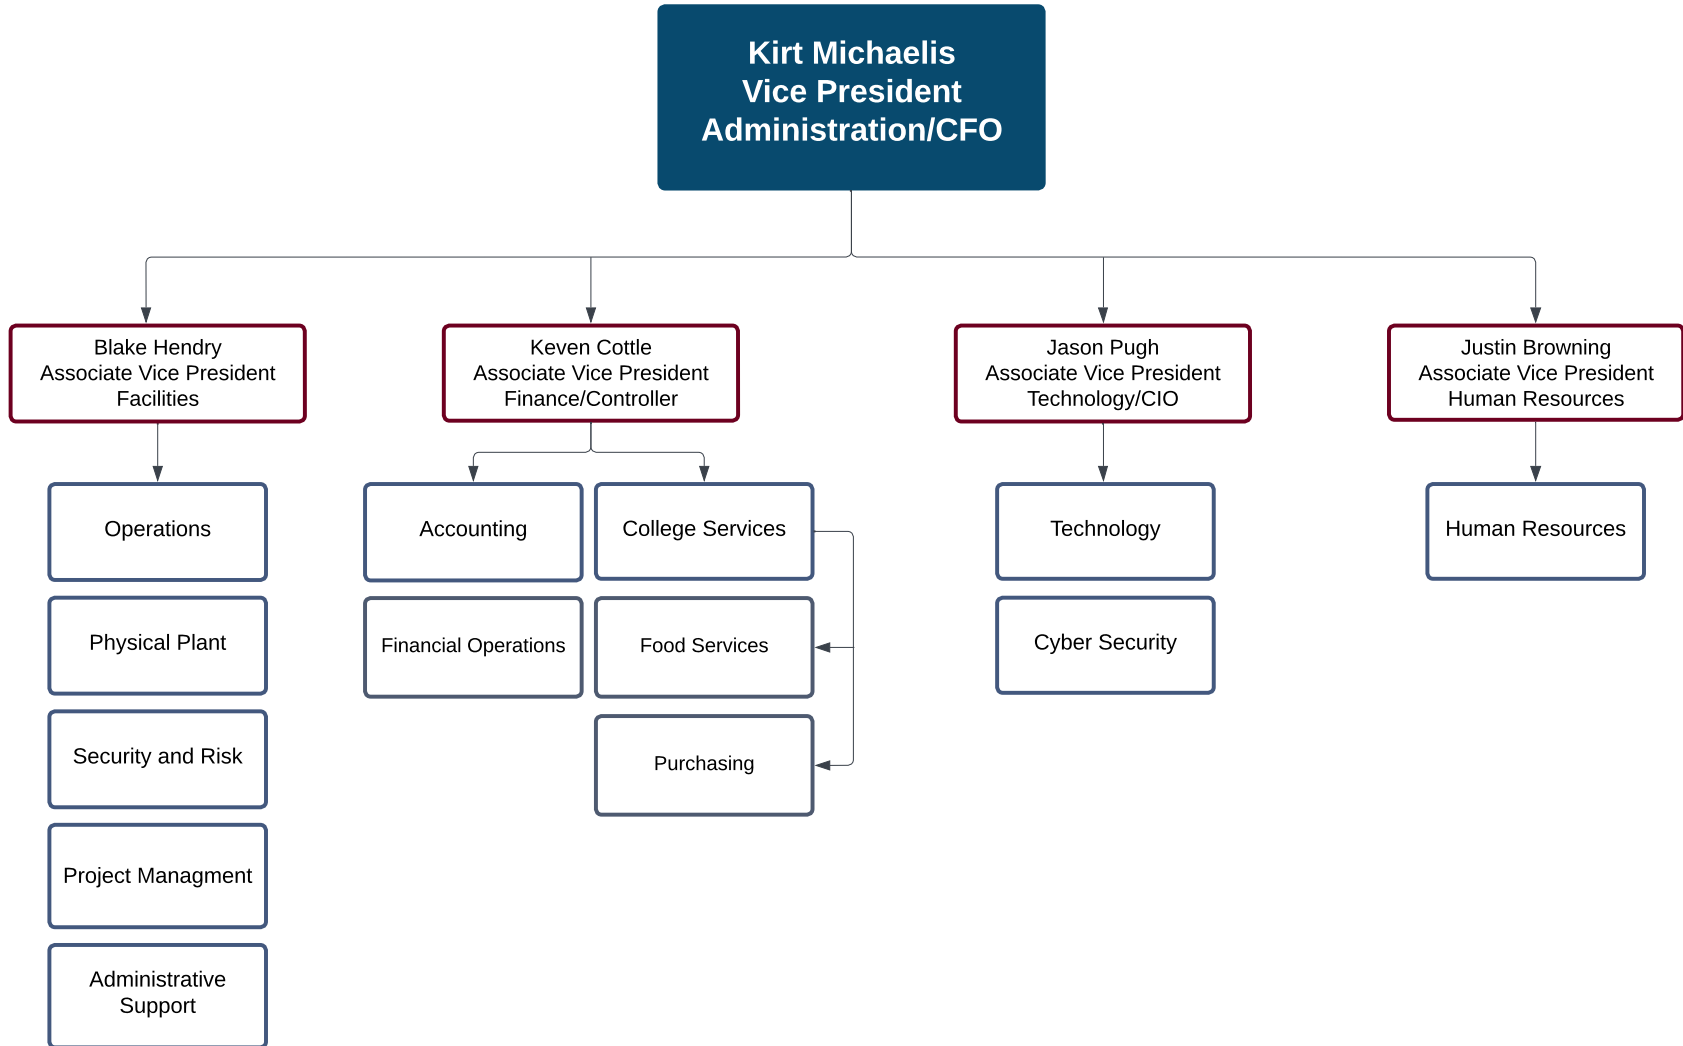 Kirt Michaelis
Vice President
Administration/CFO
Blake Hendry
Associate Vice President
Facilities
Keven Cottle
Associate Vice President
Finance/Controller
Jason Pugh
Associate Vice President
Technology/CIO
Justin Browning
Associate Vice President
Human Resources
Operations
Physical Plant
Security and Risk
Project Managment
Administrative
Support
Accounting
Financial Operations
College Services
Food Services
Purchasing
Technology
Cyber Security
Human Resources